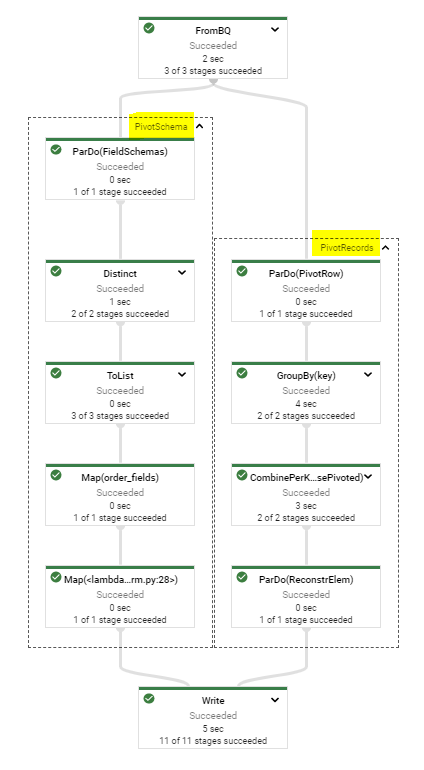 FromBQ
Succeeded
2 sec
3 of 3 stages succeeded
PivotSchema
ParDo(FieldSchemas)
Succeeded
0 sec
1 of 1 stage succeeded
Distinct
Succeeded
1 sec
2 of 2 stages succeeded
ToList
Succeeded
0 sec
3 of 3 stages succeeded
Map(order_fields)
Succeeded
0 sec
1 of 1 stage succeeded
Map(<lambda...rm.py:28>)
Succeeded
0 sec
1 of 1 stage succeeded
PivotRecords
ParDo(PivotRow)
Succeeded
0 sec
1 of 1 stage succeeded
GroupBy(key)
Succeeded
4 sec
2 of 2 stages succeeded
CombinePerK...sePivoted)
Succeeded
3 sec
2 of 2 stages succeeded
ParDo(ReconstrElem)
Succeeded
0 sec
1 of 1 stage succeeded
Write
Succeeded
5 sec
11 of 11 stages succeeded